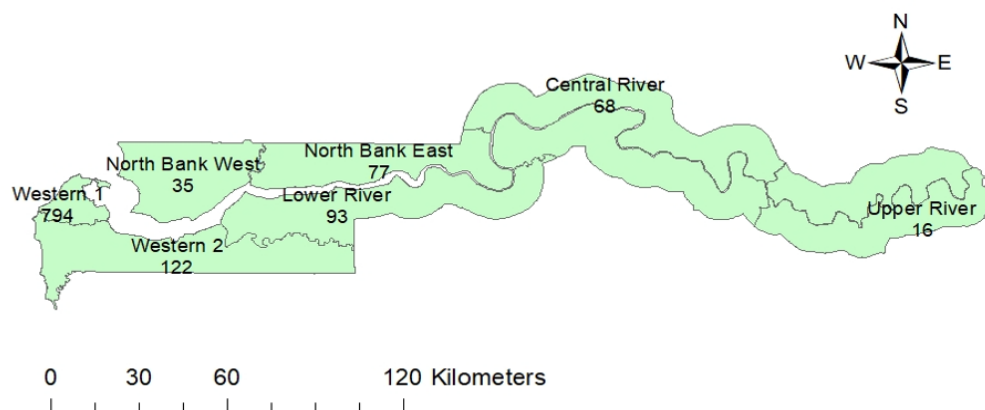 N
W E
S
Central River
68
North Bank West
35
North Bank East
77
Western 1
794
Lower River
93
Upper River
16
Western 2
122
0 30 60 120 Kilometers